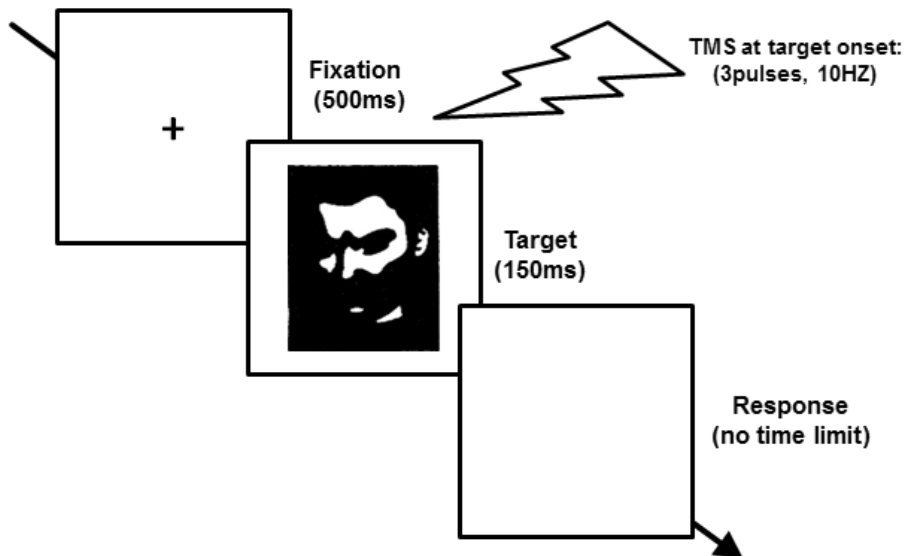 Fixation
(500ms)
TMS at target onset:
(3pulses, 10HZ)
+
Target
(150ms)
Response
(no time limit)